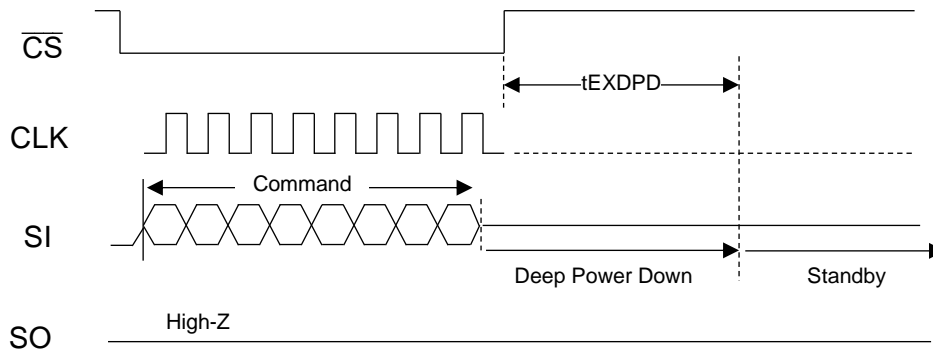 CS
tEXDPD
CLK
Command
SI
Deep Power Down
Standby
High-Z
SO